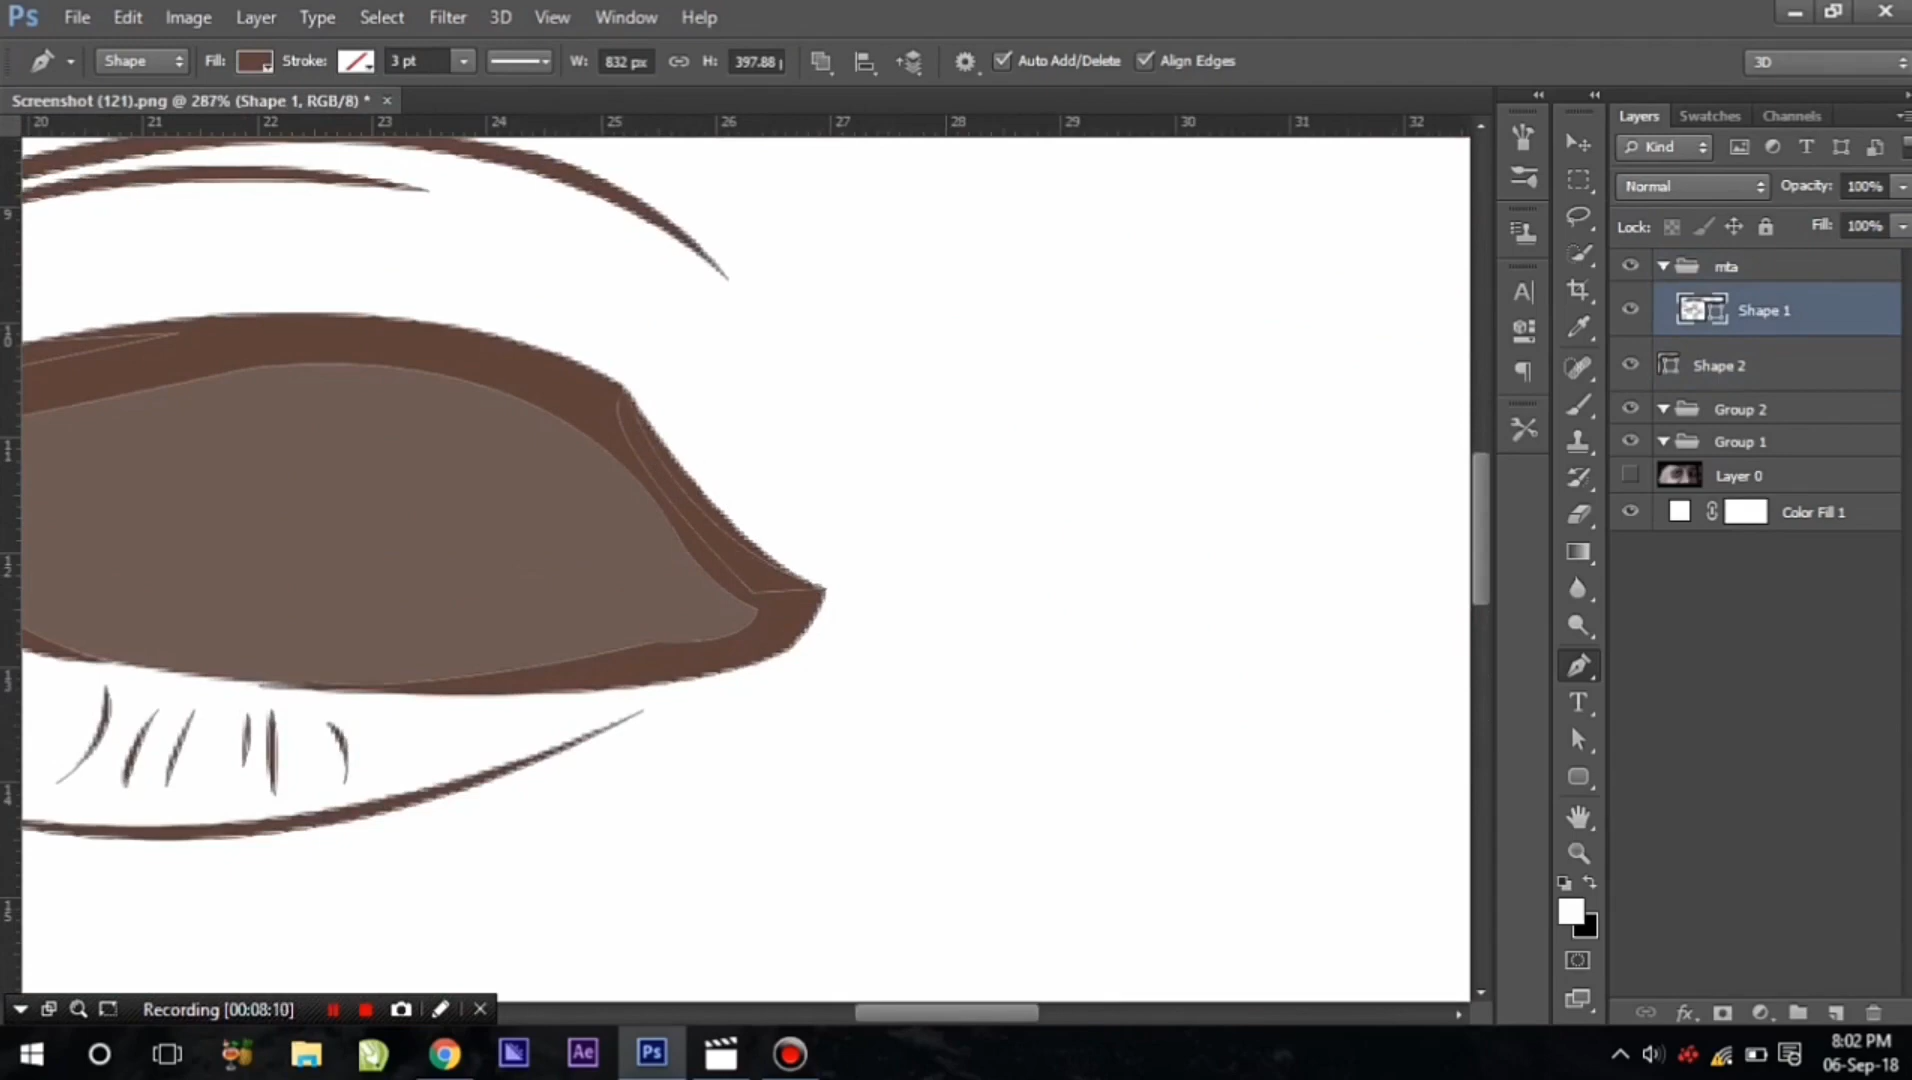 Ps File Edit Image Layer Type Select Filter 3D View Window Help
Shape Fill: Stroke: 3 pt W: 832 px H: 397.88 Auto Add/Delete Align Edges 3D
Screenshot (121).png @ 287% (Shape 1, RGB/8) * ×
20 21 22 23 24 25 26 27 28 29 30 31 32
Layers Swatches Channels
Kind
Normal Opacity: 100%
Lock: Fill: 100%
mta
Shape 1
Shape 2
Group 2
Group 1
Layer 0
Color Fill 1
Recording [00:08:10]
Ae Ps
8:02 PM
06-Sep-18